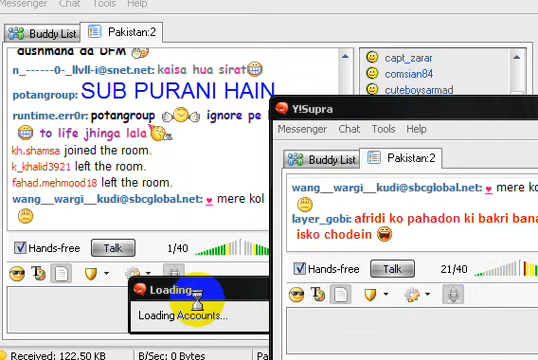 Messenger Chat Tools Help
Buddy List Pakistan:2
dushmana da DFM
n_------0-_llvll-i@snet.net: kaisa hua sirat
potangroup: SUB PURANI HAIN
runtime.err0r: potangroup ignore pe
to life jhinga lala
kh.shamsa joined the room.
k_khalid3921 left the room.
fahad.mehmood18 left the room.
wang__wargi__kudi@sbcglobal.net: mere kol
Hands-free Talk 1/40
capt_zarar
comsian84
cuteboysarmad
Y!Supra
Messenger Chat Tools Help
Buddy List Pakistan:2
wang__wargi__kudi@sbcglobal.net: mere ko
layer_gobi: afridi ko pahadon ki bakri bana
isko chodein
Hands-free Talk 21/40
Loading...
Loading Accounts...
Received: 122.50 KB B/Sec: 0 Bytes